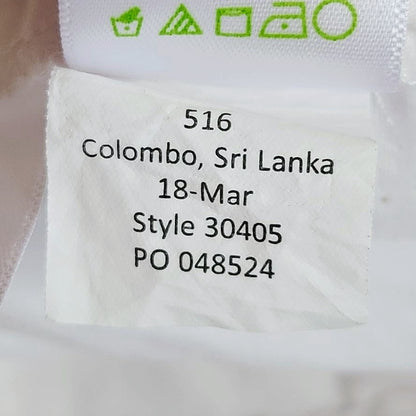 516
Colombo, Sri Lanka
18-Mar
Style 30405
PO 048524